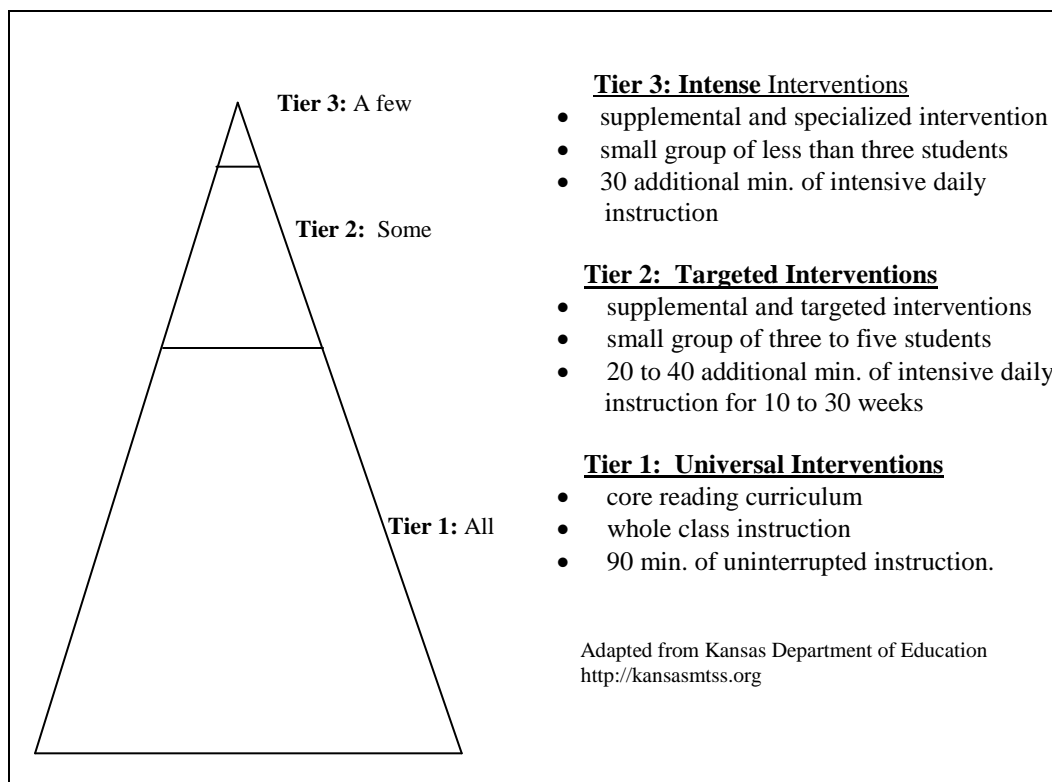 Tier 3: A few
Tier 2: Some
Tier 1: All
Tier 3: Intense Interventions
• supplemental and specialized intervention
• small group of less than three students
• 30 additional min. of intensive daily
instruction
Tier 2: Targeted Interventions
• supplemental and targeted interventions
• small group of three to five students
• 20 to 40 additional min. of intensive daily
instruction for 10 to 30 weeks
Tier 1: Universal Interventions
• core reading curriculum
• whole class instruction
• 90 min. of uninterrupted instruction.
Adapted from Kansas Department of Education
http://kansasmtss.org